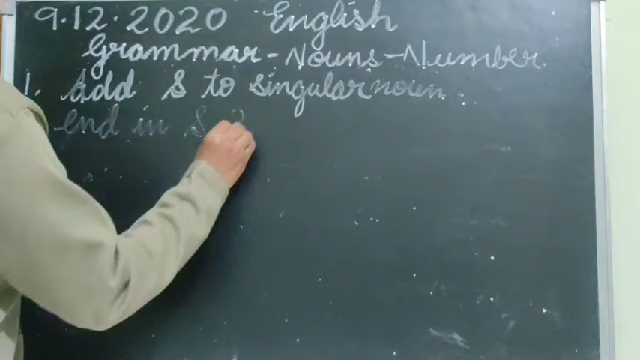 9.12.2020 English
Grammar - Nouns - Number
1. Add S to singular noun
end in S